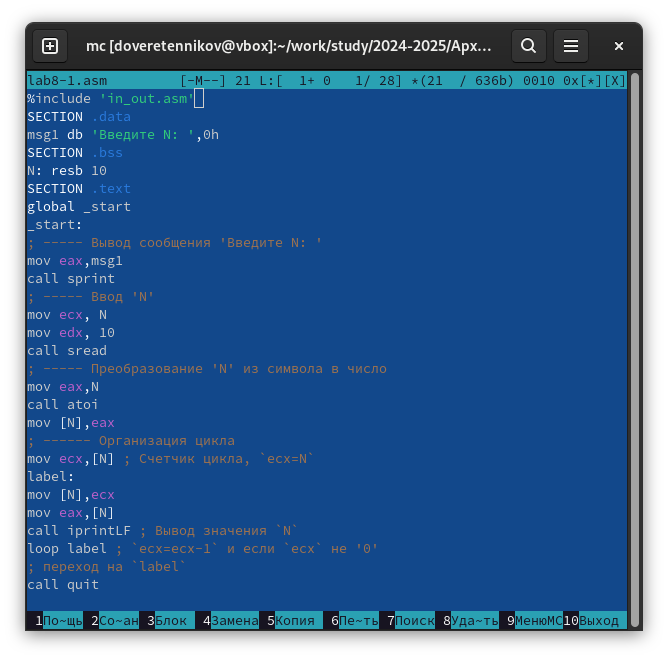 mc [doveretennikov@vbox]:~/work/study/2024-2025/Арх...
lab8-1.asm [-M--] 21 L:[ 1+ 0 1/ 28] *(21 / 636b) 0010 0x[*][X]
%include 'in_out.asm'
SECTION .data
msg1 db 'Введите N: ',0h
SECTION .bss
N: resb 10
SECTION .text
global _start
_start:
; ----- Вывод сообщения 'Введите N: '
mov eax,msg1
call sprint
; ----- Ввод 'N'
mov ecx, N
mov edx, 10
call sread
; ----- Преобразование 'N' из символа в число
mov eax,N
call atoi
mov [N],eax
; ------ Организация цикла
mov ecx,[N] ; Счетчик цикла, `ecx=N`
label:
mov [N],ecx
mov eax,[N]
call iprintLF ; Вывод значения `N`
loop label ; `ecx=ecx-1` и если `ecx` не '0'
; переход на `label`
call quit
1По~щь 2Со~ан 3Блок 4Замена 5Копия 6Пе~ть 7Поиск 8Уда~ть 9МенюMC 10Выход